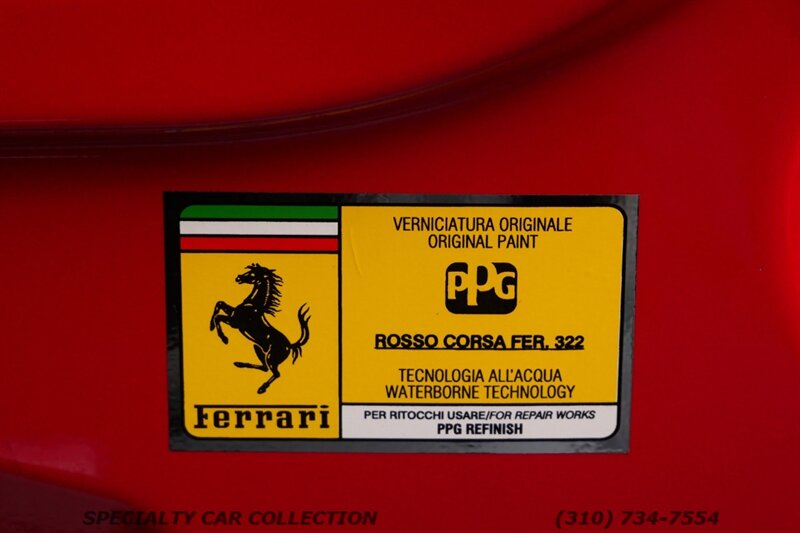 VERNICIATURA ORIGINALE
ORIGINAL PAINT
PPG
ROSSO CORSA FER. 322
TECNOLOGIA ALL'ACQUA
WATERBORNE TECHNOLOGY
Ferrari
PER RITOCCHI USARE/FOR REPAIR WORKS
PPG REFINISH
SPECIALTY CAR COLLECTION (310) 734-7554